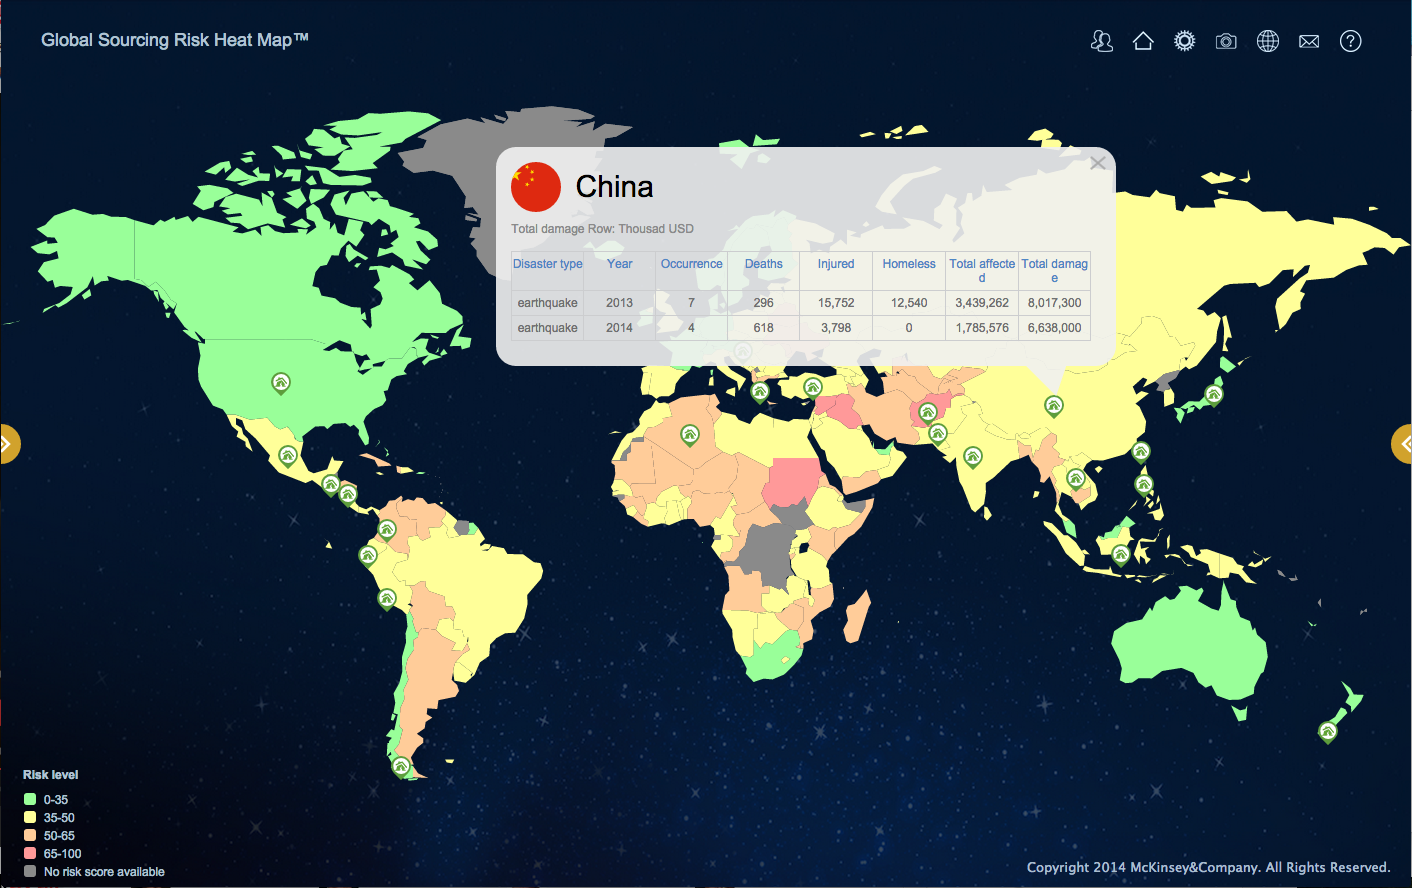 Global Sourcing Risk Heat Map™
?
China
Total damage Row: Thousad USD
Disaster type Year Occurrence Deaths Injured Homeless Total affecte Total damag
d e
earthquake 2013 7 296 15,752 12,540 3,439,262 8,017,300
earthquake 2014 4 618 3,798 0 1,785,576 6,638,000
Risk level
0-35
35-50
50-65
65-100
No risk score available
Copyright 2014 McKinsey&Company. All Rights Reserved.